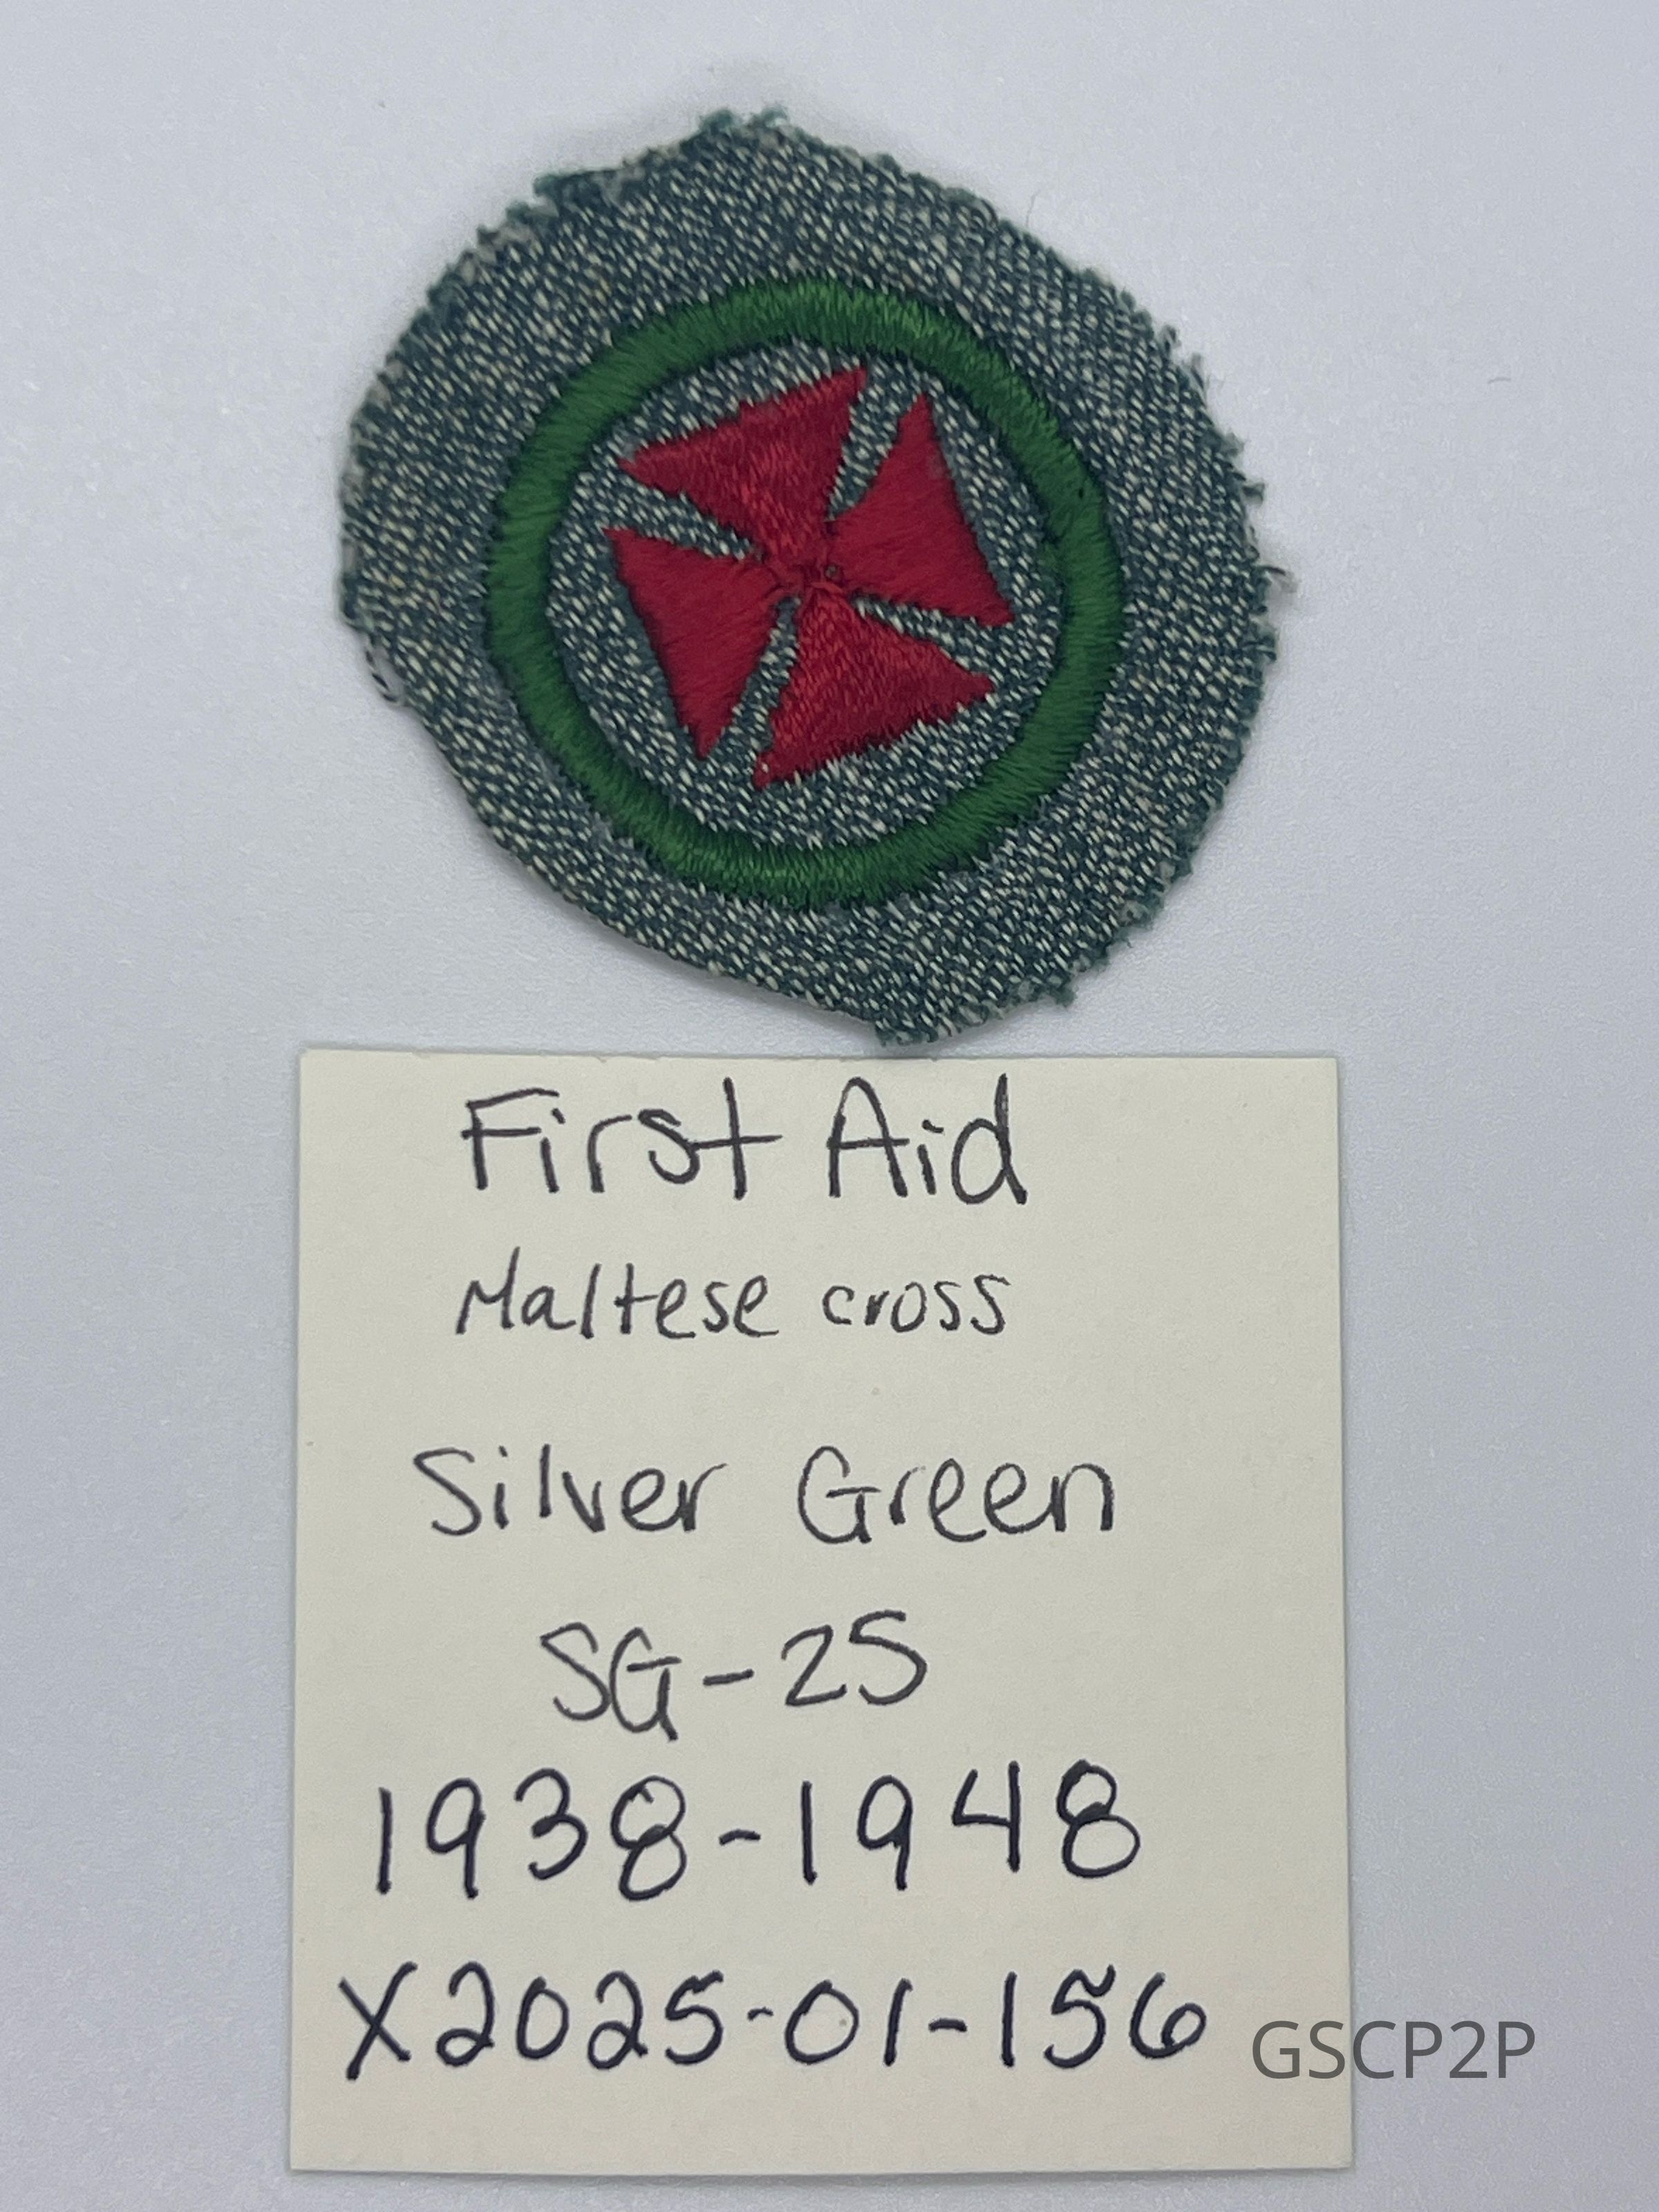 First Aid
Maltese cross
Silver Green
SG-25
1938-1948
X2025-01-156
GSCP2P